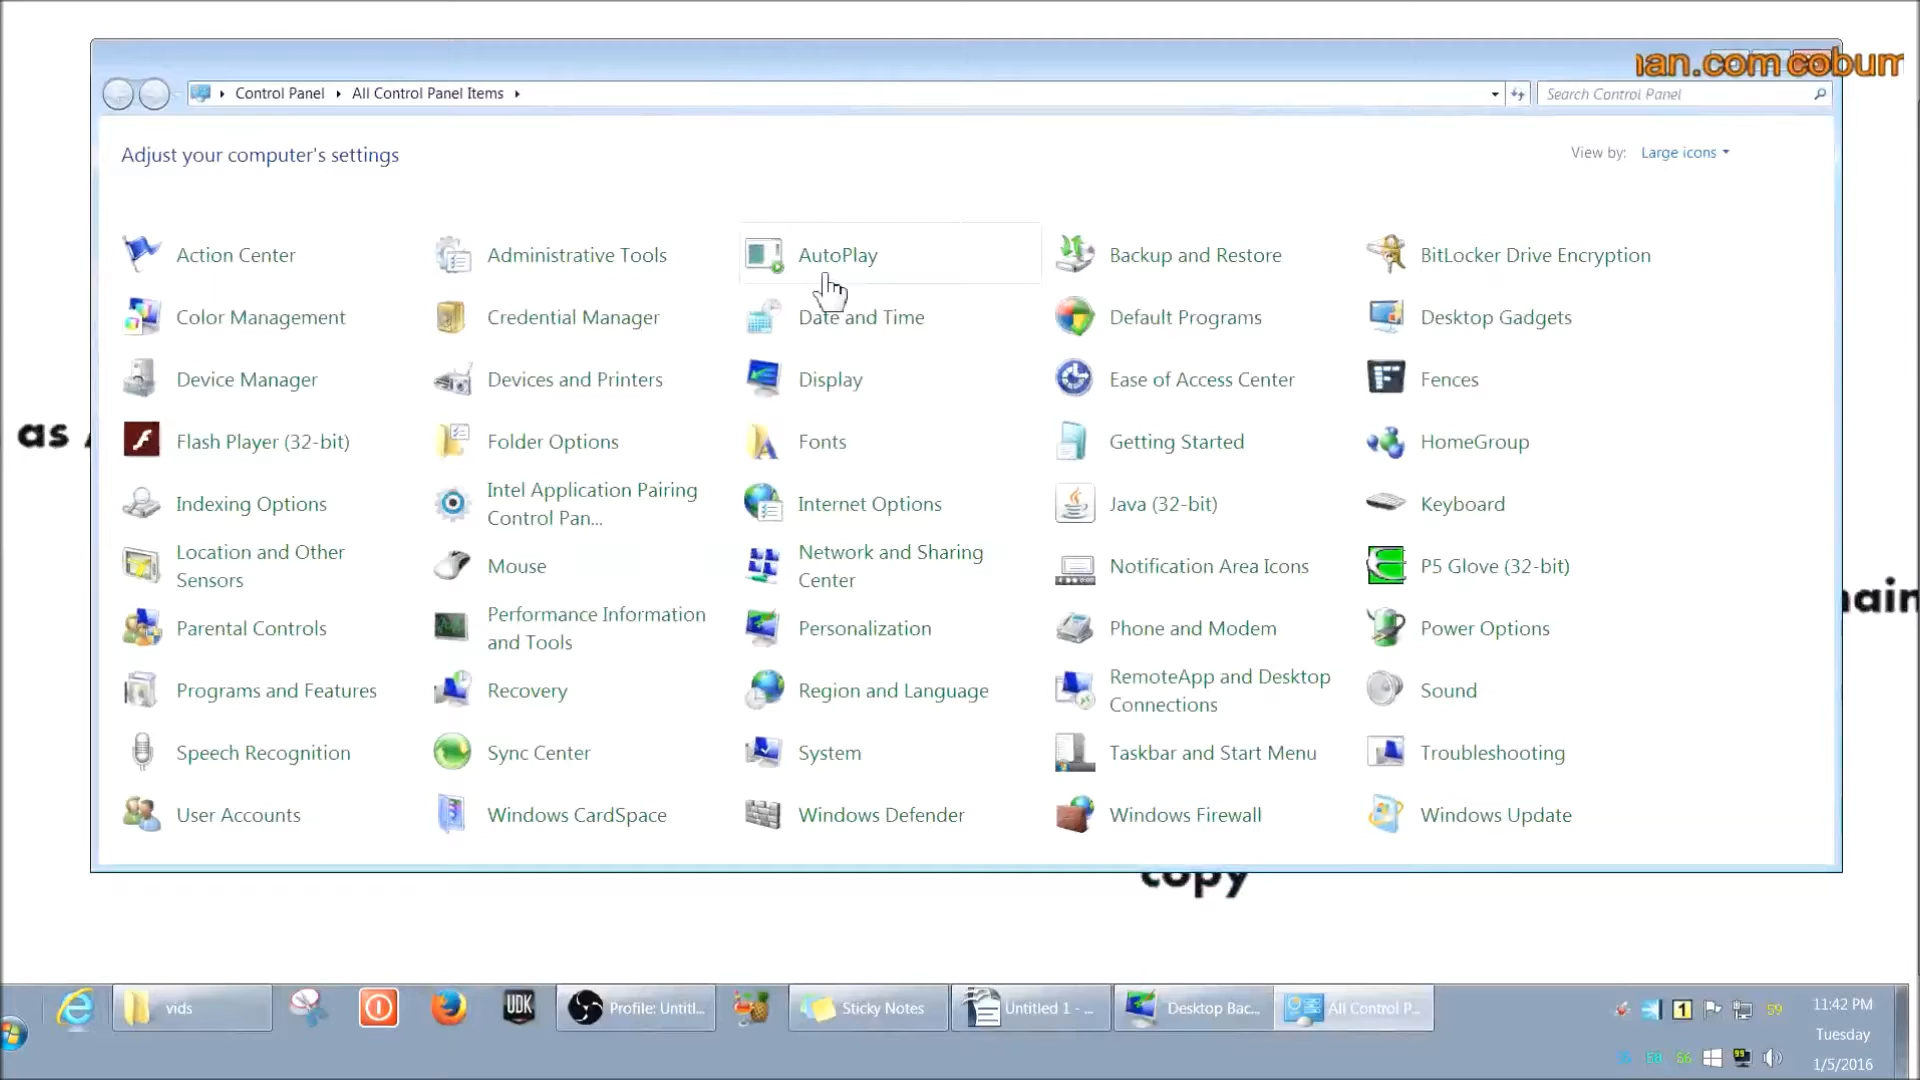 nan.com cobum
Control Panel
All Control Panel Items
Search Control Panel
Adjust your computer's settings
View by:
Large icons
Action Center
Administrative Tools
AutoPlay
Backup and Restore
BitLocker Drive Encryption
Color Management
Credential Manager
Date and Time
Default Programs
Desktop Gadgets
Device Manager
Devices and Printers
Display
Ease of Access Center
Fences
Flash Player (32-bit)
Folder Options
Fonts
Getting Started
HomeGroup
Indexing Options
Intel Application Pairing
Control Pan...
Internet Options
Java (32-bit)
Keyboard
Location and Other
Sensors
Mouse
Network and Sharing
Center
Notification Area Icons
P5 Glove (32-bit)
Parental Controls
Performance Information
and Tools
Personalization
Phone and Modem
Power Options
Programs and Features
Recovery
Region and Language
RemoteApp and Desktop
Connections
Sound
Speech Recognition
Sync Center
System
Taskbar and Start Menu
Troubleshooting
User Accounts
Windows CardSpace
Windows Defender
Windows Firewall
Windows Update
as
main
copy
vids
UDK
Profile: Untitl...
Sticky Notes
Untitled 1 - ...
Desktop Bac...
All Control P...
1
59
11:42 PM
Tuesday
1/5/2016